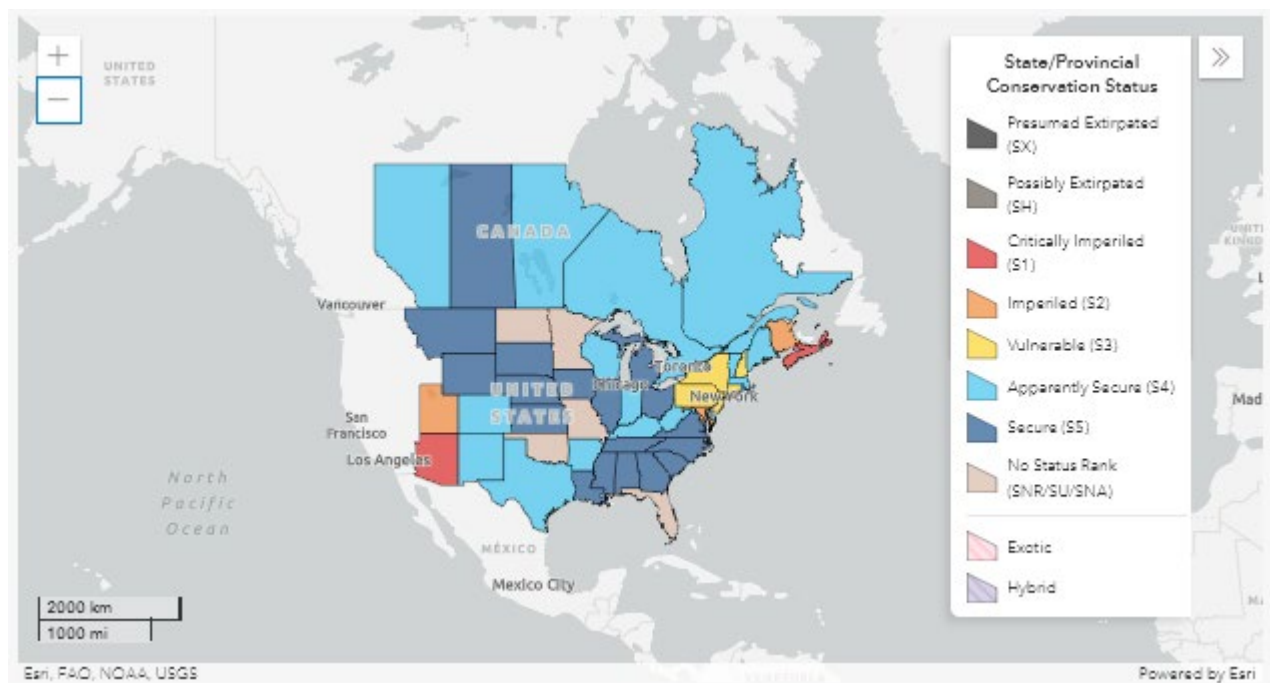 +
UNITED
STATES
−
CANADA
Vancouver
Toronto
Chicago
UNITED
STATES
New York
San
Francisco
Los Angeles
North
Pacific
Ocean
MÉXICO
Mexico City
2000 km
1000 mi
Esri, FAO, NOAA, USGS
State/Provincial
Conservation Status
Presumed Extirpated
(SX)
Possibly Extirpated
(SH)
Critically Imperiled
(S1)
Imperiled (S2)
Vulnerable (S3)
Apparently Secure (S4)
Secure (S5)
No Status Rank
(SNR/SU/SNA)
Exotic
Hybrid
Mad
Powered by Esri